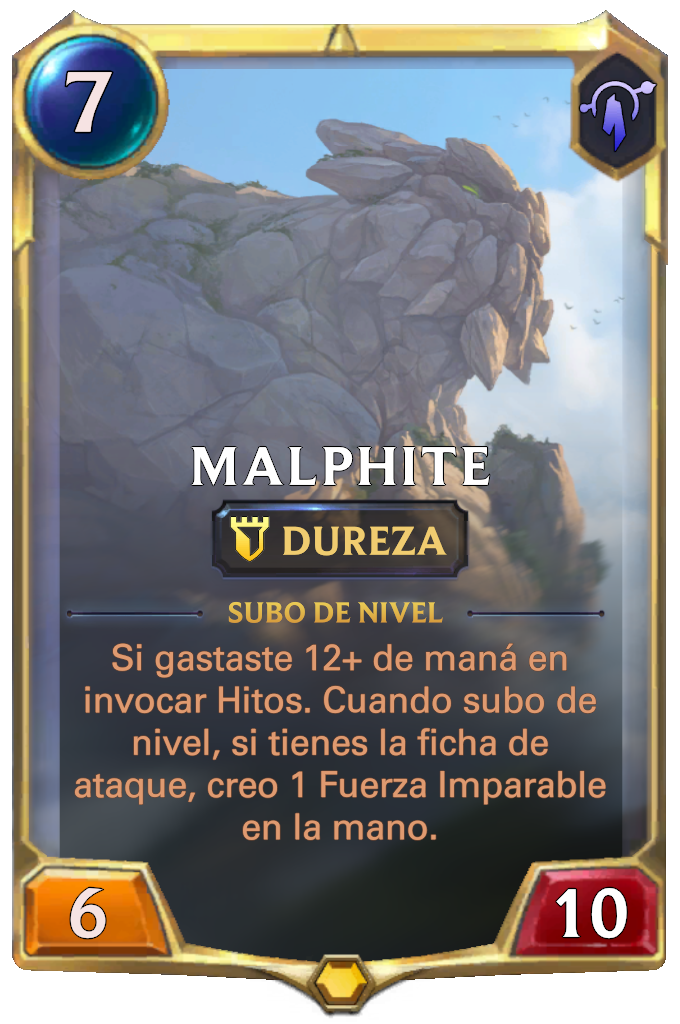 7
MALPHITE
DUREZA
SUBO DE NIVEL
Si gastaste 12+ de maná en
invocar Hitos. Cuando subo de
nivel, si tienes la ficha de
ataque, creo 1 Fuerza Imparable
en la mano.
6
10